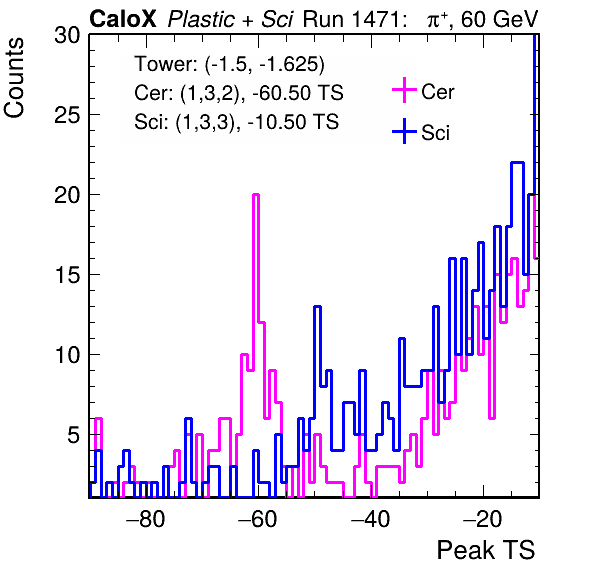 CaloX Plastic + Sci Run 1471: π⁺, 60 GeV
Counts
30
25
20
15
10
5
Tower: (-1.5, -1.625)
Cer: (1,3,2), -60.50 TS
Sci: (1,3,3), -10.50 TS
Cer
Sci
−80 −60 −40 −20
Peak TS